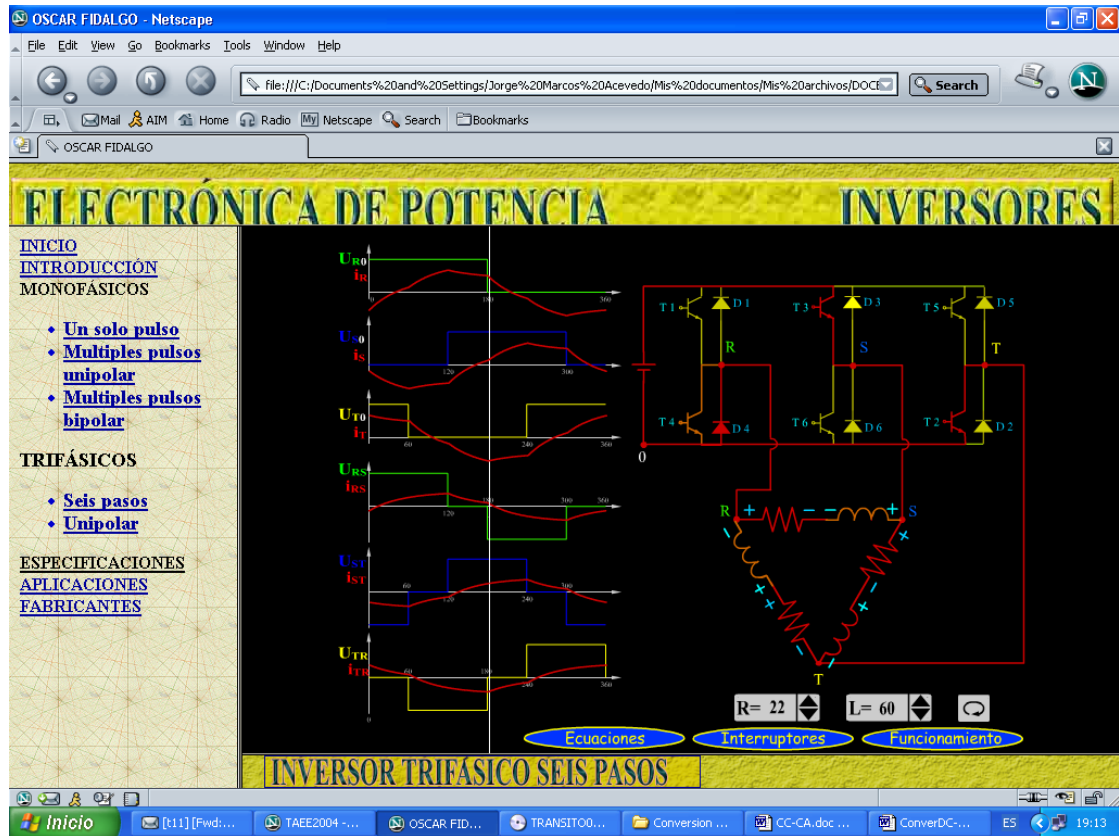 OSCAR FIDALGO - Netscape
File Edit View Go Bookmarks Tools Window Help
file:///C:/Documents%20and%20Settings/Jorge%20Marcos%20Acevedo/Mis%20documentos/Mis%20archivos/DOCE
Search
N
Mail AIM Home Radio My Netscape Search Bookmarks
OSCAR FIDALGO
ELECTRÓNICA DE POTENCIA INVERSORES
INICIO
INTRODUCCIÓN
MONOFÁSICOS
Un solo pulso
Multiples pulsos unipolar
Multiples pulsos bipolar
TRIFÁSICOS
Seis pasos
Unipolar
ESPECIFICACIONES
APLICACIONES
FABRICANTES
UR0
iR
0 180 360
US0
iS
120 300
UT0
iT
60 240 360
URS
iRS
120 180 300 360
UST
iST
60 120 240 300
UTR
iTR
60 180 240 360
0
T1 D1 T3 D3 T5 D5
R S T
T4 D4 T6 D6 T2 D2
0
R + - - + S
- +
+ -
+ +
- -
T
R= 22 L= 60
Ecuaciones Interruptores Funcionamiento
INVERSOR TRIFÁSICO SEIS PASOS
Inicio
[t11] [Fwd:...
TAEE2004 -...
OSCAR FID...
TRANSITO0...
Conversion ...
CC-CA.doc ...
ConverDC-...
ES
19:13